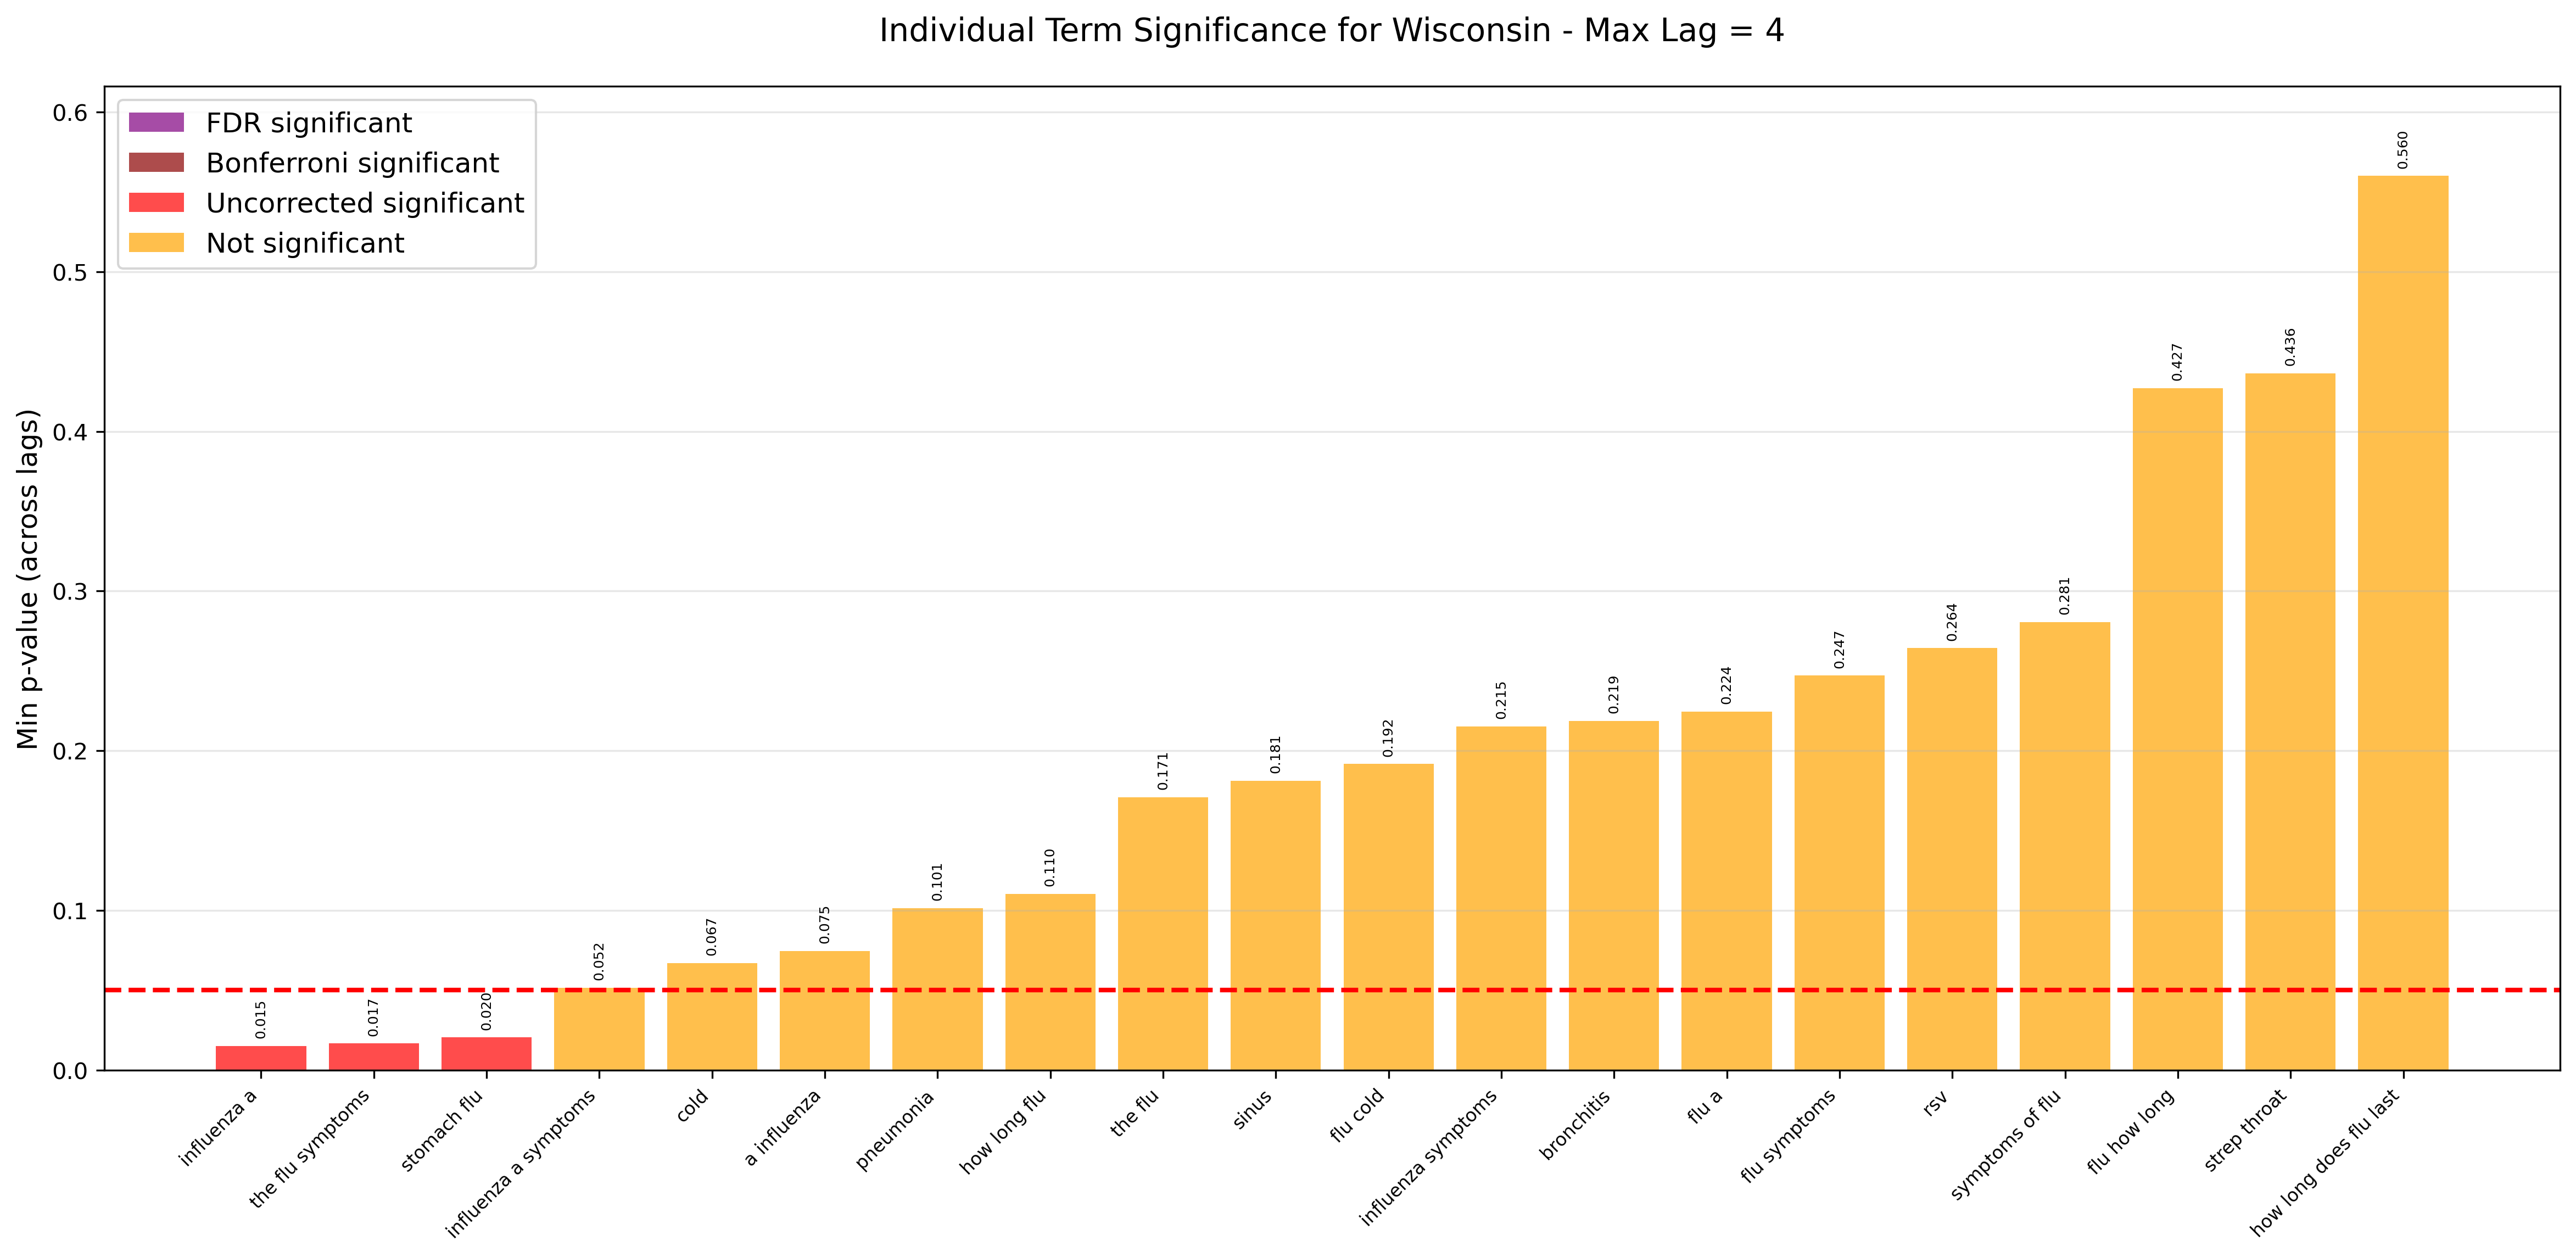 Individual Term Significance for Wisconsin - Max Lag = 4
FDR significant
Bonferroni significant
Uncorrected significant
Not significant
Min p-value (across lags)
0.6
0.5
0.4
0.3
0.2
0.1
0.0
0.015
0.017
0.020
0.052
0.067
0.075
0.101
0.110
0.171
0.181
0.192
0.215
0.219
0.224
0.247
0.264
0.281
0.427
0.436
0.560
influenza a
the flu symptoms
stomach flu
influenza a symptoms
cold
a influenza
pneumonia
how long flu
the flu
sinus
flu cold
influenza symptoms
bronchitis
flu a
flu symptoms
rsv
symptoms of flu
flu how long
strep throat
how long does flu last